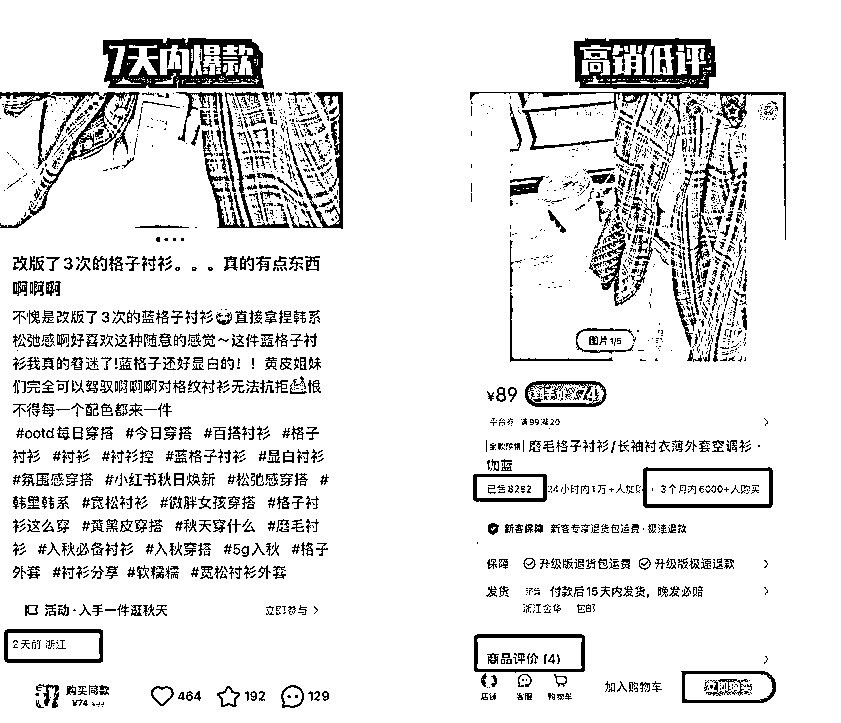 7天内爆款
改版了3次的格子衬衫。。。真的有点东西
啊啊啊
不愧是改版了3次的蓝格子衬衫😍直接拿捏韩系
松弛感啊好喜欢这种随意的感觉～这件蓝格子衬
衫我真的着迷了!蓝格子还好显白的！！黄皮姐妹
们完全可以驾驭啊啊啊啊对格纹衬衫无法抗拒恨
不得每一个配色都来一件
#ootd每日穿搭 #今日穿搭 #百搭衬衫 #格子
衬衫 #衬衫 #衬衫控 #蓝格子衬衫 #显白衬衫
#氛围感穿搭 #小红书秋日焕新 #松弛感穿搭 #
韩里韩系 #宽松衬衫 #微胖女孩穿搭 #格子衬
衫这么穿 #黄黑皮穿搭 #秋天穿什么 #磨毛衬
衫 #入秋必备衬衫 #入秋穿搭 #5g入秋 #格子
外套 #衬衫分享 #软糯糯 #宽松衬衫外套
活动·入手一件逛秋天 立即参与
2天前 浙江
购买同款
¥74
464 192 129
高销低评
图片 1/5
¥89
满99减20
磨毛格子衬衫/长袖衬衣薄外套空调衫·
伽蓝
已售8282 24小时内1万+人加购 3个月内6000+人购买
新客保障 新客专享退货包运费·极速退款
保障 升级版退货包运费 升级版极速退款
发货 付款后15天内发货，晚发必赔
浙江金华 包邮
商品评价 (4)
店铺 客服 购物车 加入购物车 立即购买